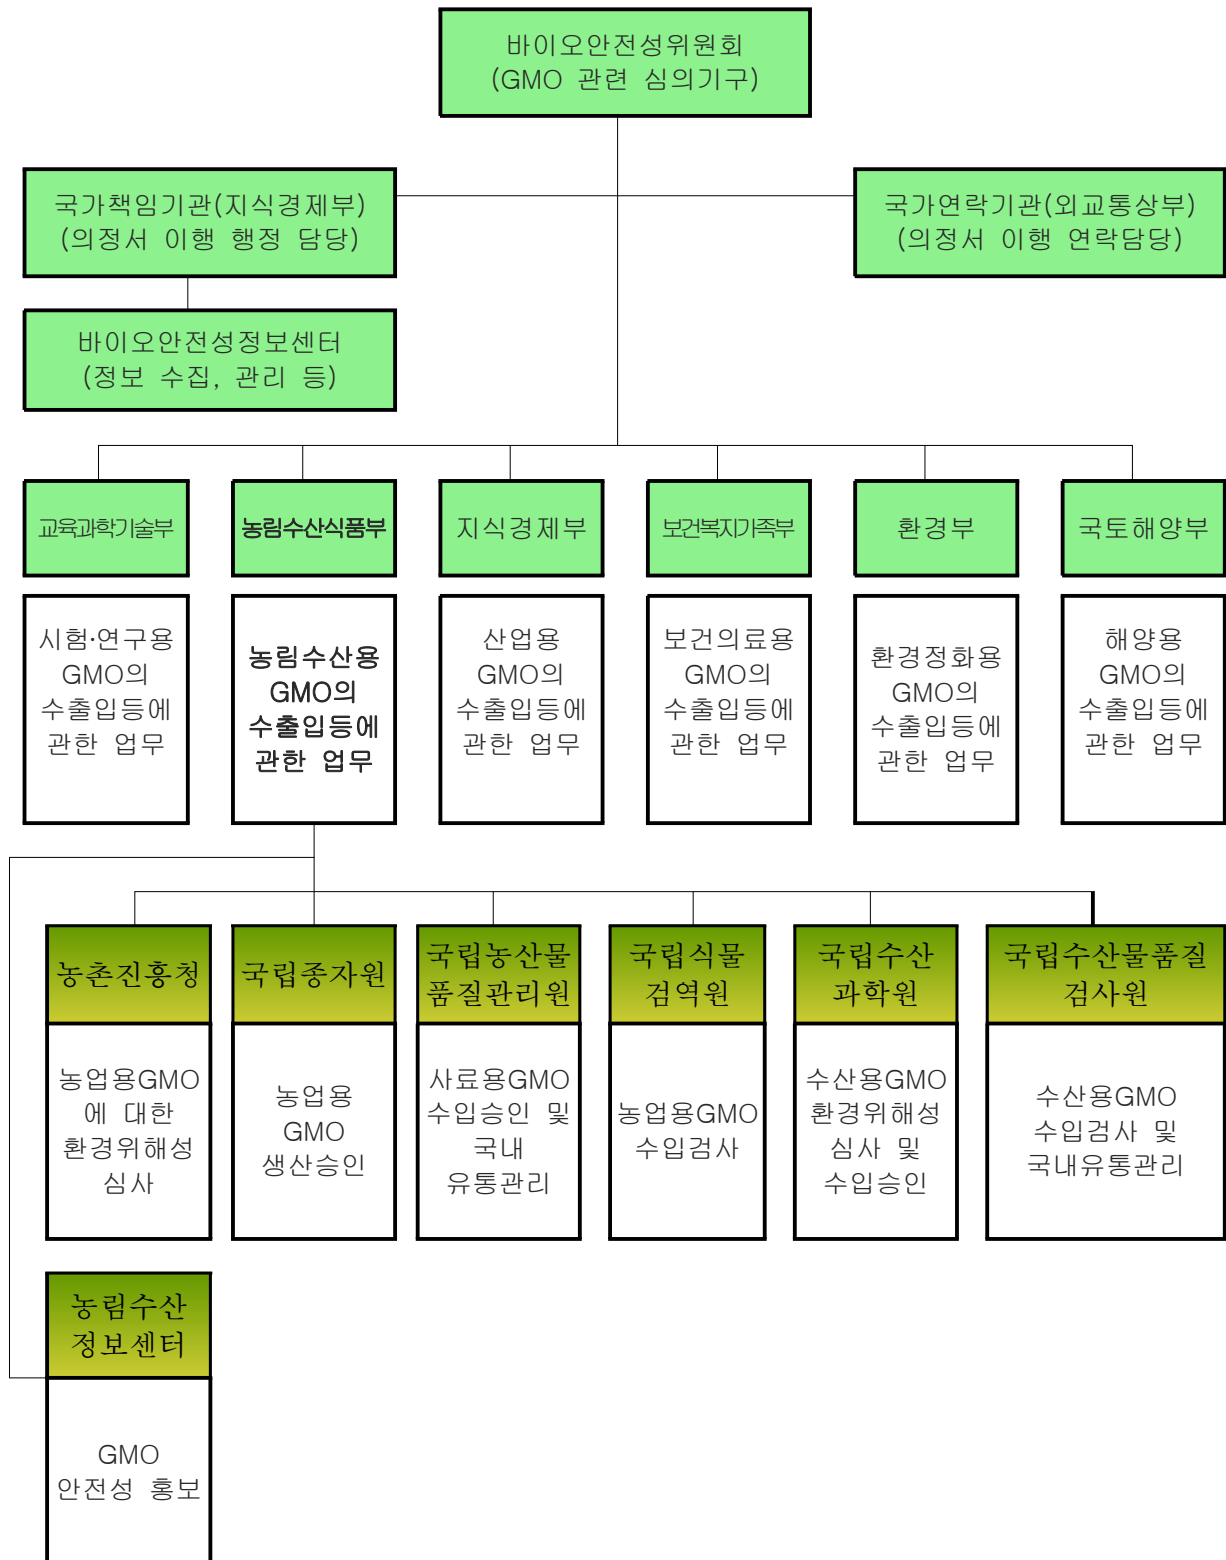 바이오안전성위원회
(GMO 관련 심의기구)
국가책임기관(지식경제부)
(의정서 이행 행정 담당)
국가연락기관(외교통상부)
(의정서 이행 연락담당)
바이오안전성정보센터
(정보 수집, 관리 등)
교육과학기술부
농림수산식품부
지식경제부
보건복지가족부
환경부
국토해양부
시험·연구용
GMO의
수출입등에
관한 업무
농림수산용
GMO의
수출입등에
관한 업무
산업용
GMO의
수출입등에
관한 업무
보건의료용
GMO의
수출입등에
관한 업무
환경정화용
GMO의
수출입등에
관한 업무
해양용
GMO의
수출입등에
관한 업무
농촌진흥청
국립종자원
국립농산물
품질관리원
국립식물
검역원
국립수산
과학원
국립수산물품질
검사원
농업용GMO
에 대한
환경위해성
심사
농업용
GMO
생산승인
사료용GMO
수입승인 및
국내
유통관리
농업용GMO
수입검사
수산용GMO
환경위해성
심사 및
수입승인
수산용GMO
수입검사 및
국내유통관리
농림수산
정보센터
GMO
안전성 홍보